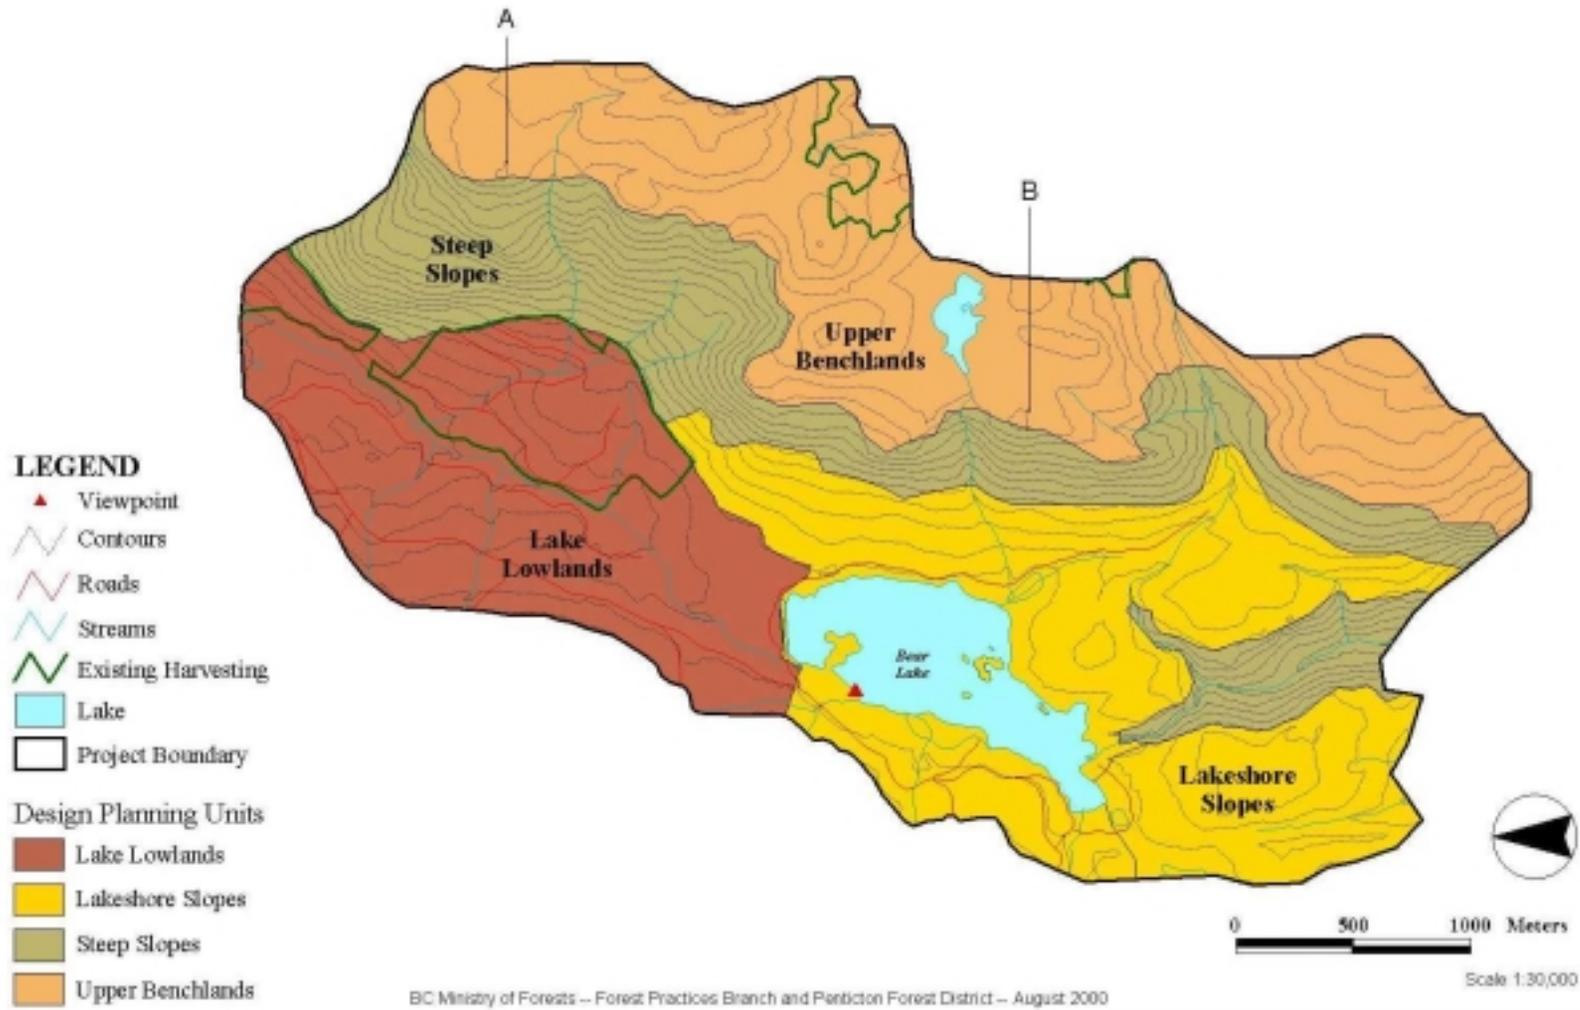 A
B
Steep
Slopes
Upper
Benchlands
Lake
Lowlands
Bear
Lake
Lakeshore
Slopes
LEGEND
Viewpoint
Contours
Roads
Streams
Existing Harvesting
Lake
Project Boundary
Design Planning Units
Lake Lowlands
Lakeshore Slopes
Steep Slopes
Upper Benchlands
0 500 1000 Meters
Scale 1:30,000
BC Ministry of Forests -- Forest Practices Branch and Penticton Forest District -- August 2000